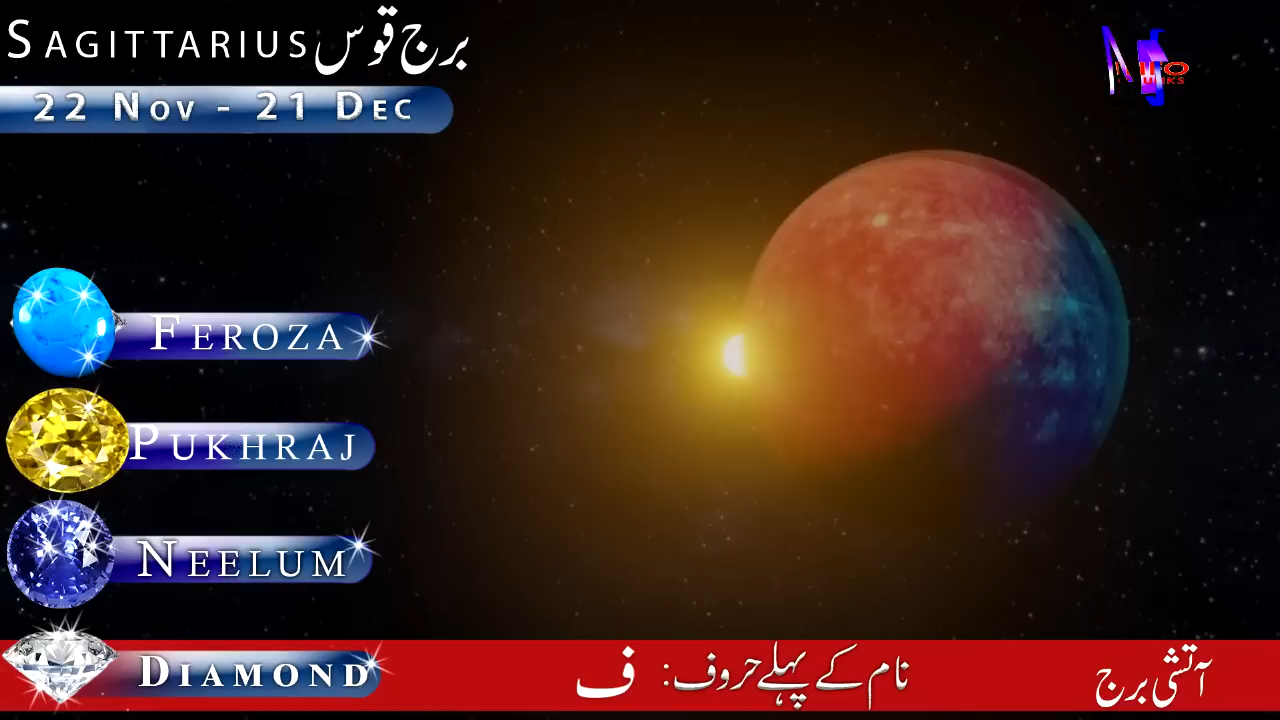 SAGITTARIUS برج قوس
22 NOV - 21 DEC
FEROZA
PUKHRAJ
NEELUM
DIAMOND
نام کے پہلے حروف: ف
آتشی برج